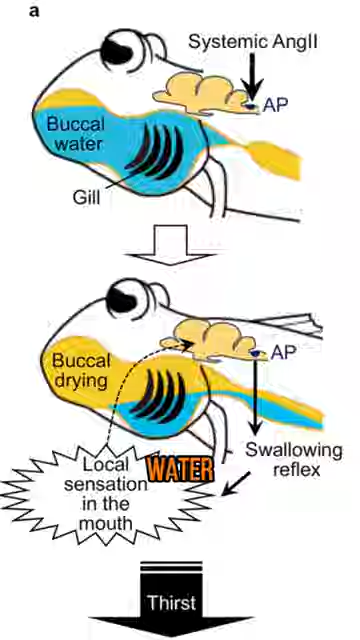 a
Systemic AngII
AP
Buccal
water
Gill
Buccal
drying
AP
Swallowing
reflex
Local
sensation
in the
mouth
WATER
Thirst